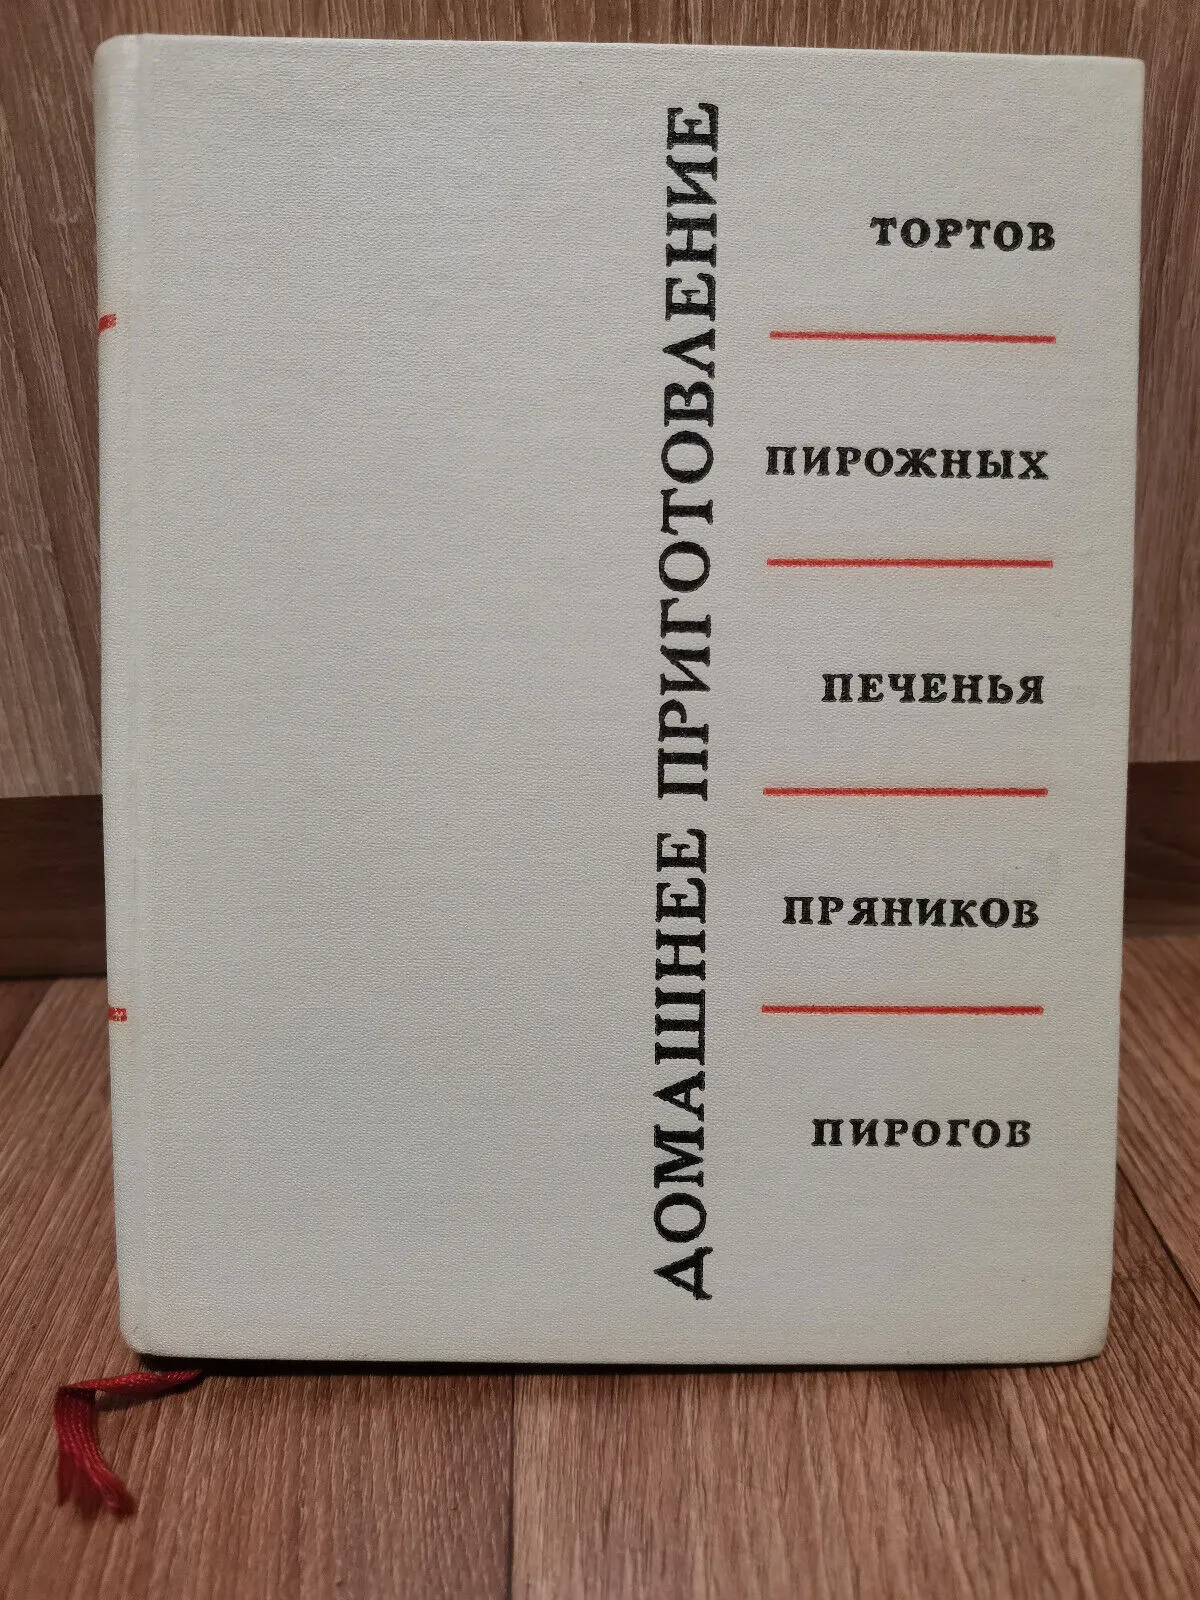 ДОМАШНЕЕ ПРИГОТОВЛЕНИЕ
ТОРТОВ
ПИРОЖНЫХ
ПЕЧЕНЬЯ
ПРЯНИКОВ
ПИРОГОВ